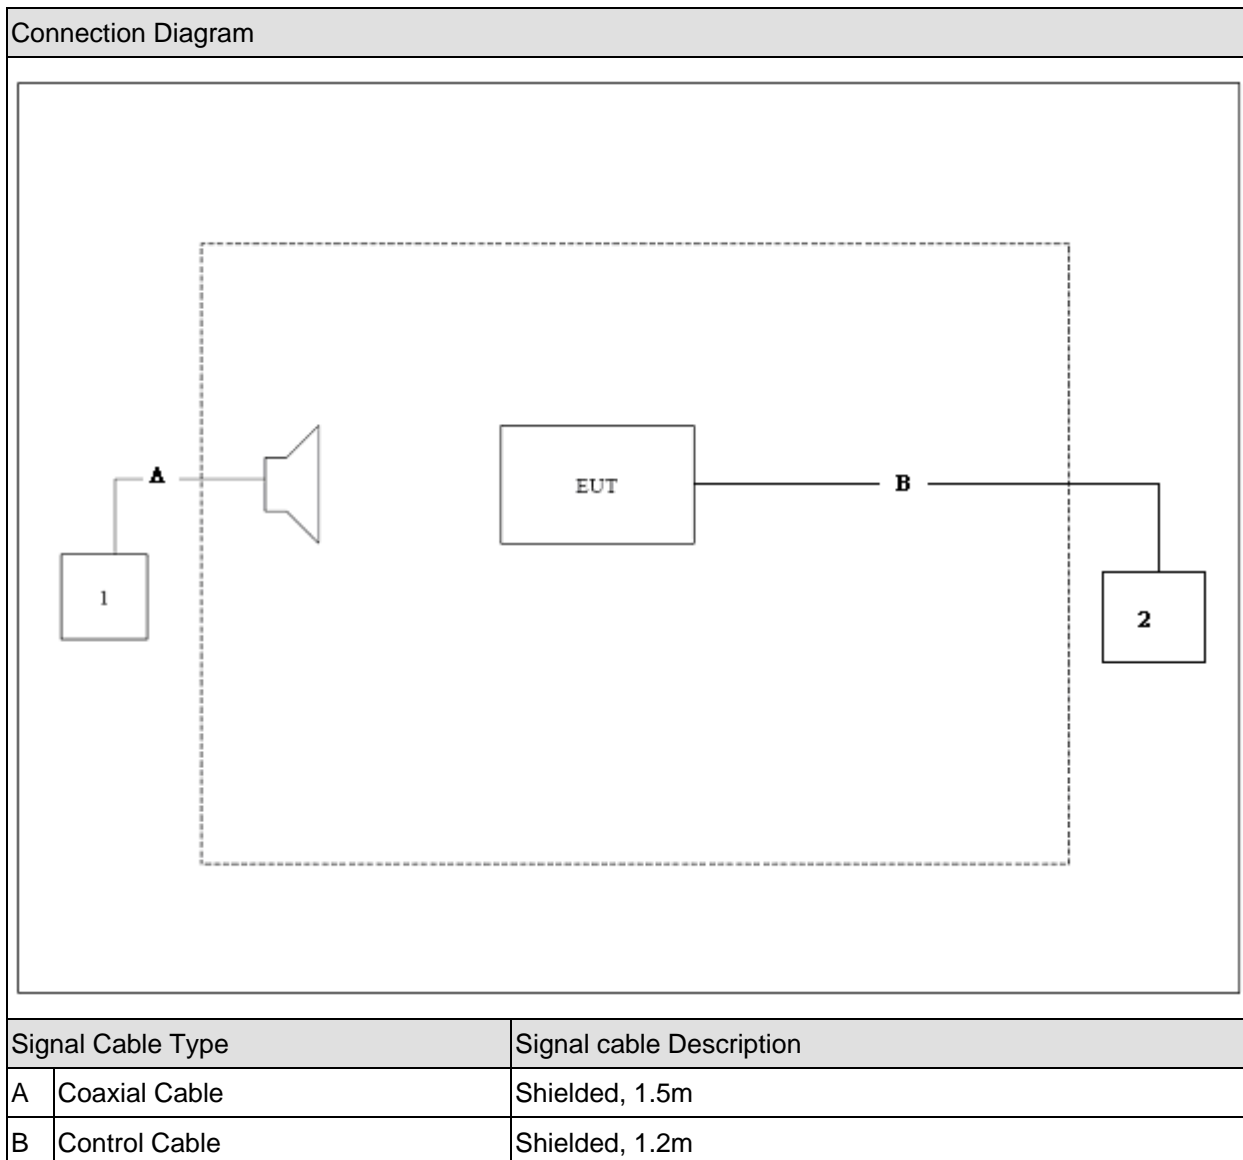 Connection Diagram
A
EUT
B
1
2
Signal Cable Type Signal cable Description
A Coaxial Cable Shielded, 1.5m
B Control Cable Shielded, 1.2m